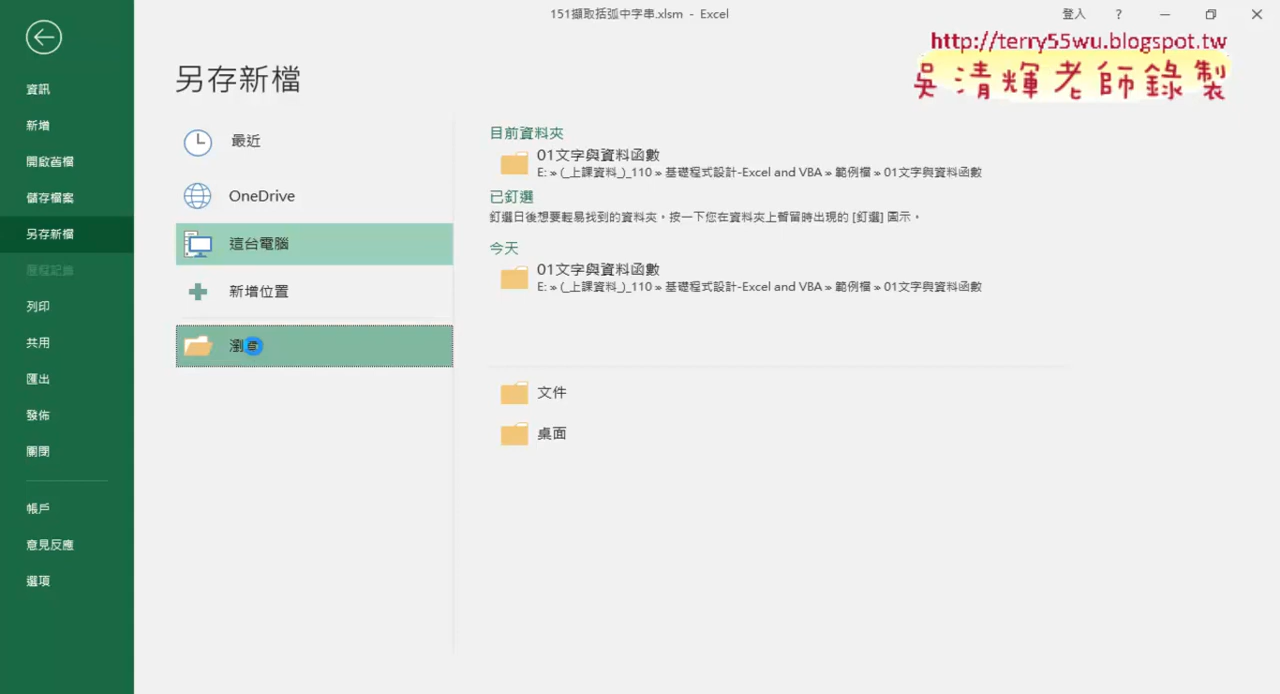 151擷取括弧中字串.xlsm - Excel
登入
?
http://terry55wu.blogspot.tw
吳清輝老師錄製
資訊
新增
開啟舊檔
儲存檔案
另存新檔
歷程記錄
列印
共用
匯出
發佈
關閉
帳戶
意見反應
選項
另存新檔
最近
OneDrive
這台電腦
新增位置
瀏
目前資料夾
01文字與資料函數
E: » (_上課資料_)_110 » 基礎程式設計-Excel and VBA » 範例檔 » 01文字與資料函數
已釘選
釘選日後想要輕易找到的資料夾。按一下您在資料夾上暫留時出現的 [釘選] 圖示。
今天
01文字與資料函數
E: » (_上課資料_)_110 » 基礎程式設計-Excel and VBA » 範例檔 » 01文字與資料函數
文件
桌面